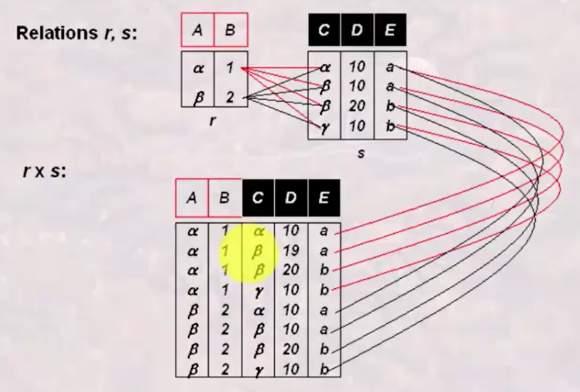 Relations r, s:
A B
α 1
β 2
r
C D E
α 10 a
β 10 a
β 20 b
γ 10 b
s
r x s:
A B C D E
α 1 α 10 a
α 1 β 19 a
α 1 β 20 b
α 1 γ 10 b
β 2 α 10 a
β 2 β 10 a
β 2 β 20 b
β 2 γ 10 b